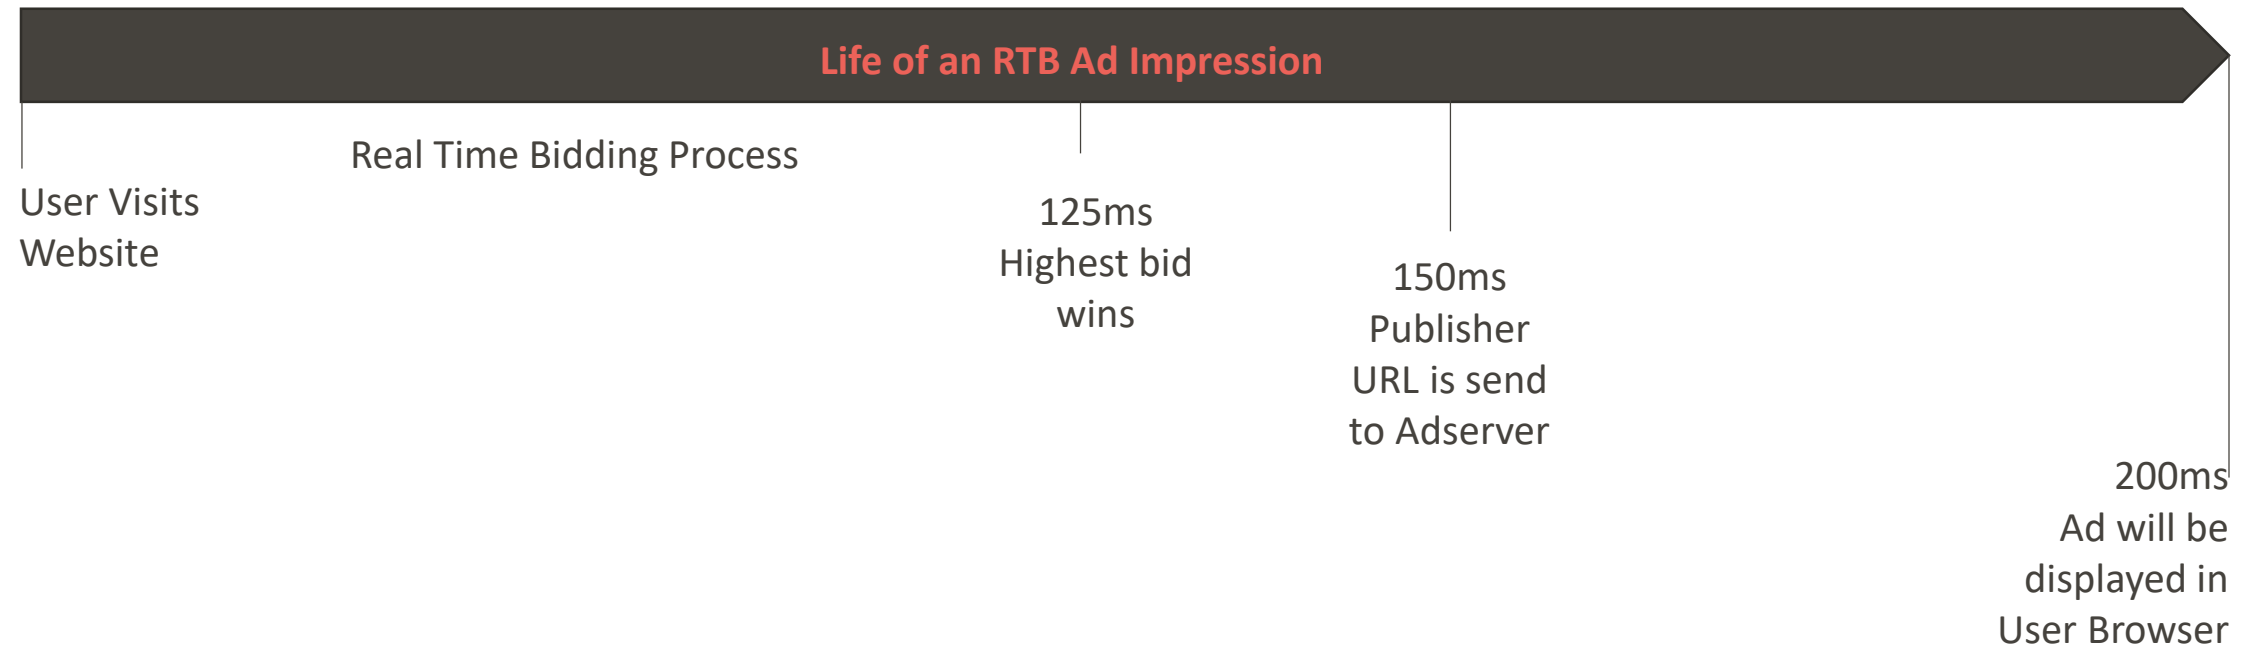 Life of an RTB Ad Impression
Real Time Bidding Process
User Visits
Website
125ms
Highest bid
wins
150ms
Publisher
URL is send
to Adserver
200ms
Ad will be
displayed in
User Browser